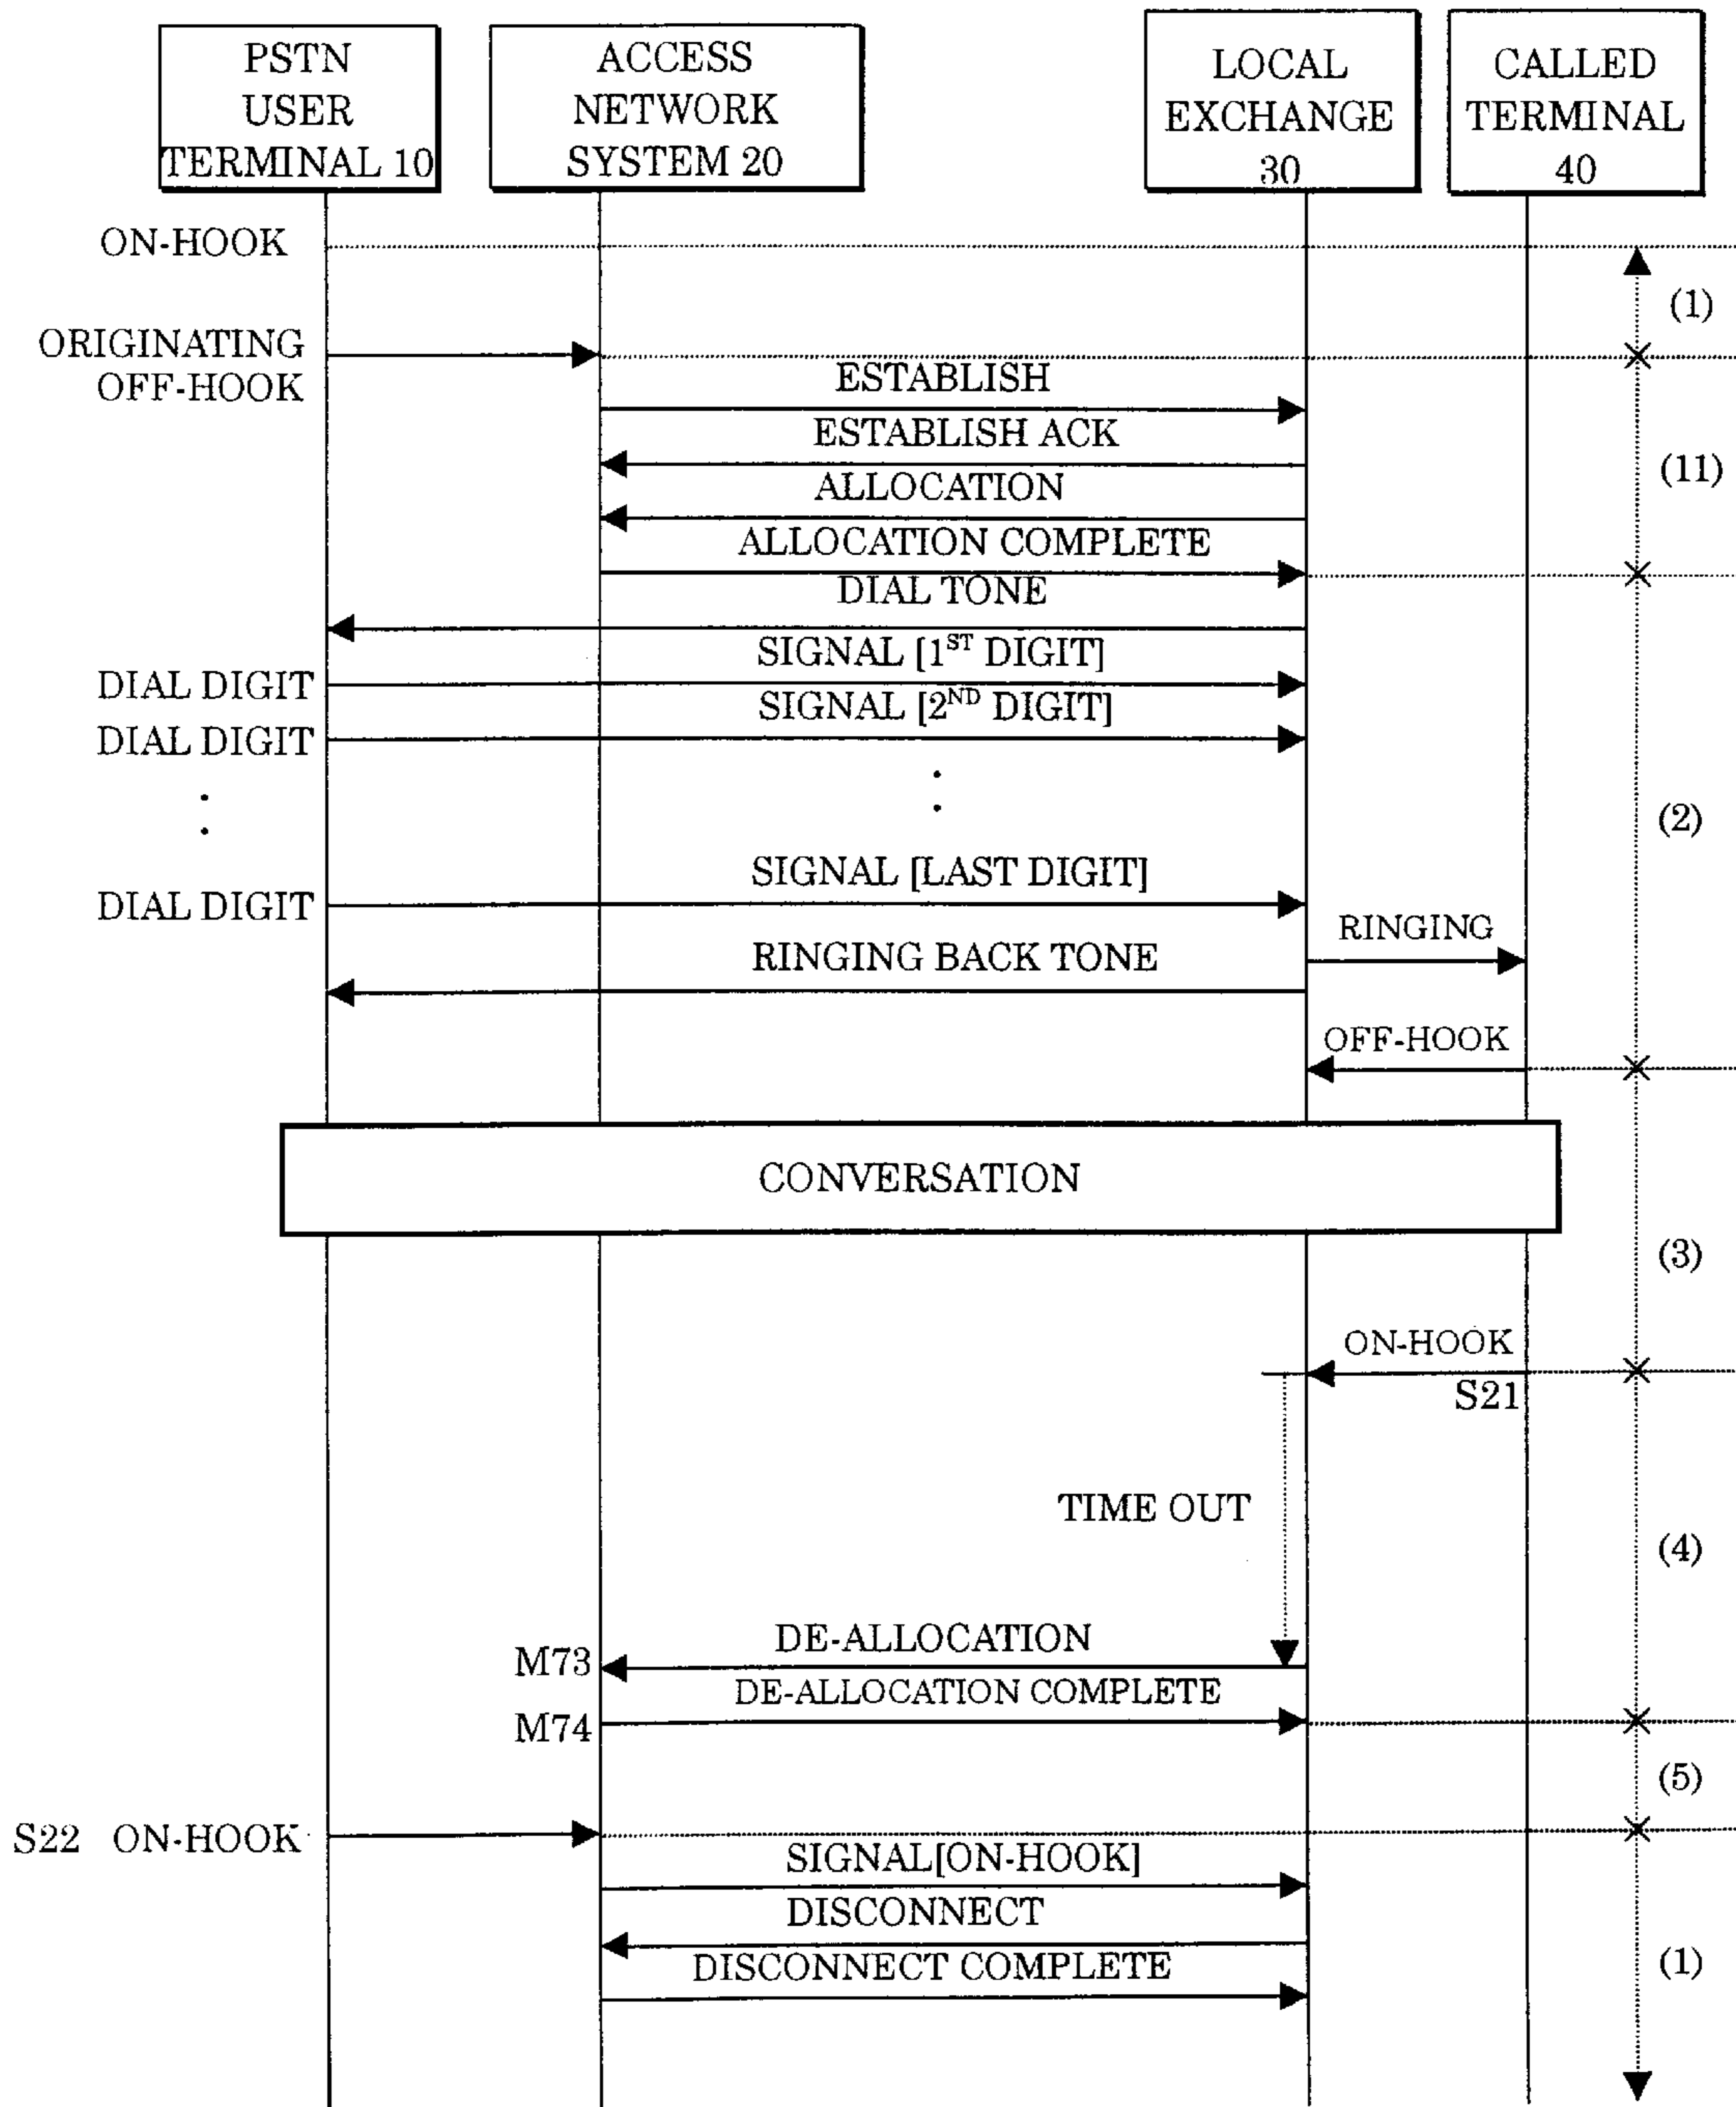 PSTN
USER
TERMINAL 10
ACCESS
NETWORK
SYSTEM 20
LOCAL
EXCHANGE
30
CALLED
TERMINAL
40
ON-HOOK
(1)
ORIGINATING
OFF-HOOK
ESTABLISH
ESTABLISH ACK
(11)
ALLOCATION
ALLOCATION COMPLETE
DIAL TONE
SIGNAL [1ST DIGIT]
DIAL DIGIT
SIGNAL [2ND DIGIT]
DIAL DIGIT
:
:
(2)
SIGNAL [LAST DIGIT]
DIAL DIGIT
RINGING
RINGING BACK TONE
OFF-HOOK
CONVERSATION
(3)
ON-HOOK
S21
TIME OUT
(4)
DE-ALLOCATION
M73
DE-ALLOCATION COMPLETE
M74
(5)
S22 ON-HOOK
SIGNAL[ON-HOOK]
DISCONNECT
DISCONNECT COMPLETE
(1)